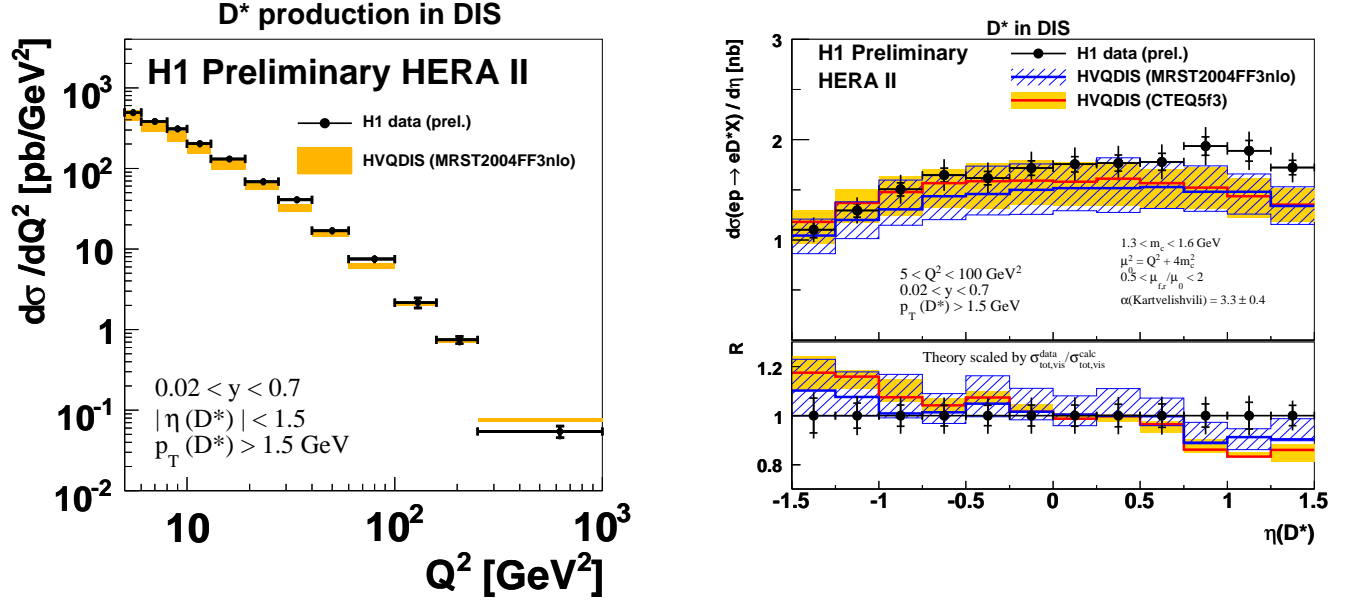 D* production in DIS
dσ /dQ² [pb/GeV²]
H1 Preliminary HERA II
H1 data (prel.)
HVQDIS (MRST2004FF3nlo)
10³
10²
10
1
10⁻¹
10⁻²
0.02 < y < 0.7
| η (D*) | < 1.5
p_T (D*) > 1.5 GeV
10
10²
10³
Q² [GeV²]
D* in DIS
dσ(ep → eD*X) / dη [nb]
H1 Preliminary
HERA II
H1 data (prel.)
HVQDIS (MRST2004FF3nlo)
HVQDIS (CTEQ5f3)
3
2
1
5 < Q² < 100 GeV²
0.02 < y < 0.7
p_T (D*) > 1.5 GeV
1.3 < m_c < 1.6 GeV
μ₀² = Q² + 4m_c²
0.5 < μ_f,r/μ_0 < 2
α(Kartvelishvili) = 3.3 ± 0.4
R
Theory scaled by σ^data_tot,vis/σ^calc_tot,vis
1.2
1
0.8
-1.5
-1
-0.5
0
0.5
1
1.5
η(D*)